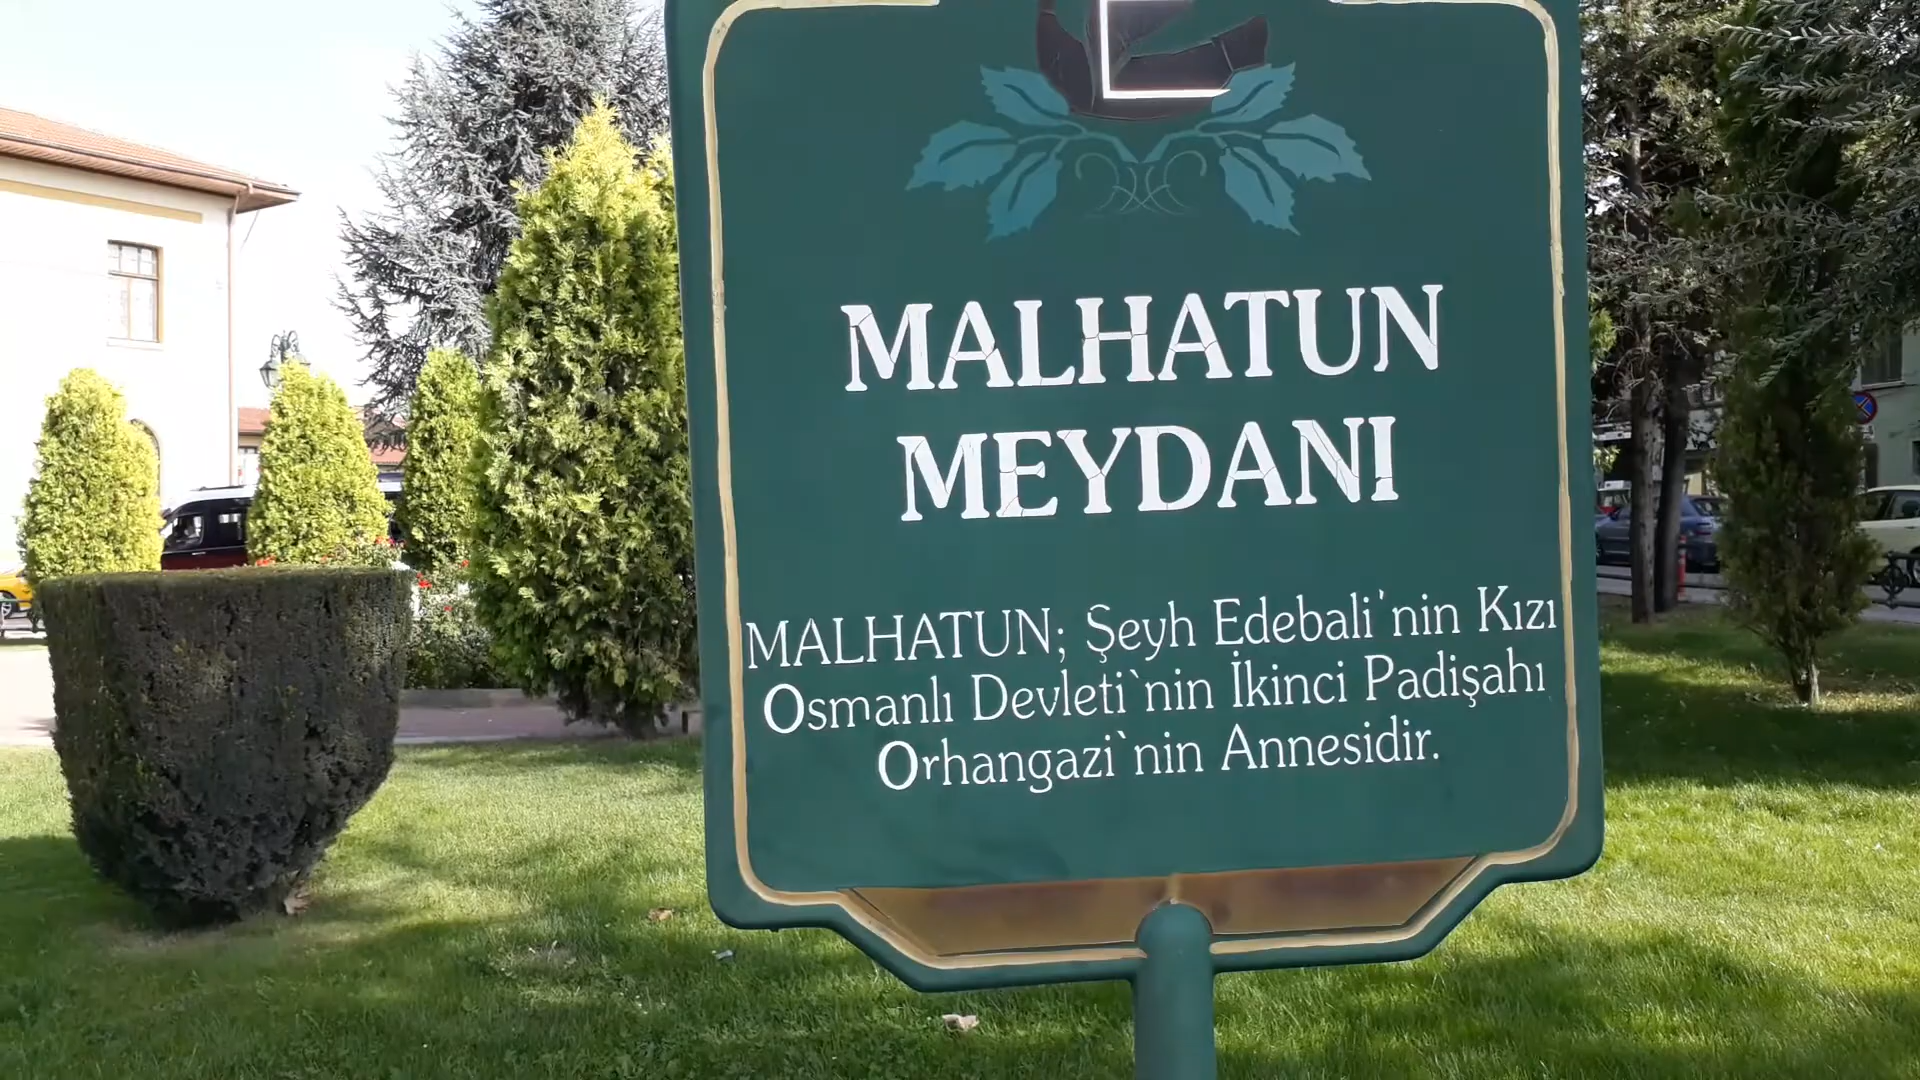 E
MALHATUN
MEYDANI
MALHATUN; Şeyh Edebali'nin Kızı
Osmanlı Devleti`nin İkinci Padişahı
Orhangazi`nin Annesidir.